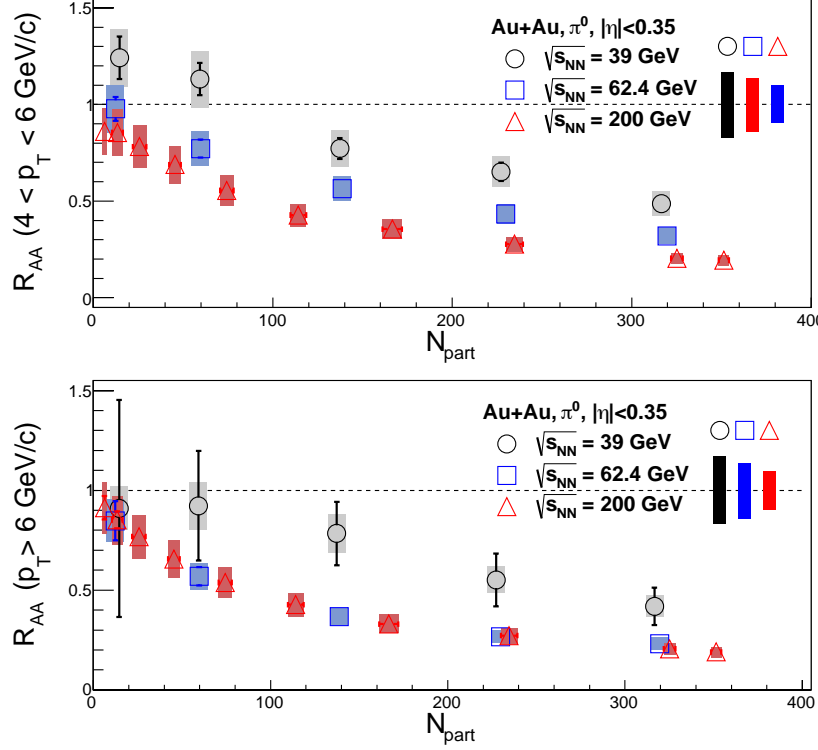 R_AA (4 < p_T < 6 GeV/c)
1.5
1
0.5
0
Au+Au, π⁰, |η|<0.35
√s_NN = 39 GeV
√s_NN = 62.4 GeV
√s_NN = 200 GeV
0 100 200 300 400
N_part
R_AA (p_T > 6 GeV/c)
1.5
1
0.5
0
Au+Au, π⁰, |η|<0.35
√s_NN = 39 GeV
√s_NN = 62.4 GeV
√s_NN = 200 GeV
0 100 200 300 400
N_part